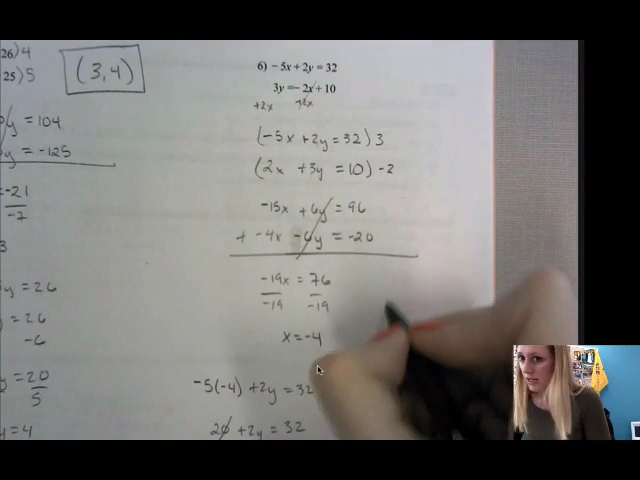 26) 4
25) 5
(3,4)
y = 104
y = -125
-21
-7
3
y = 26
= 26
-6
= 20
5
y = 4
6) -5x + 2y = 32
3y = -2x + 10
+2x +2x
(-5x + 2y = 32) 3
(2x + 3y = 10) -2
-15x + 6y = 96
+ -4x - 6y = -20
-19x = 76
-19 -19
x = -4
-5(-4) + 2y = 32
20 + 2y = 32